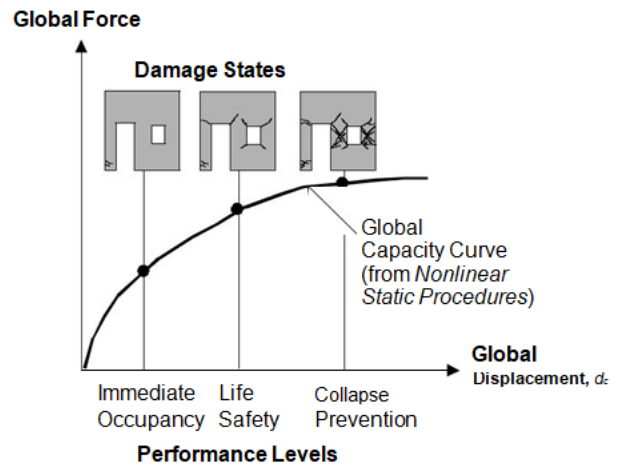 Global Force
Damage States
Global
Capacity Curve
(from Nonlinear
Static Procedures)
Global
Displacement, dc
Immediate
Occupancy
Life
Safety
Collapse
Prevention
Performance Levels